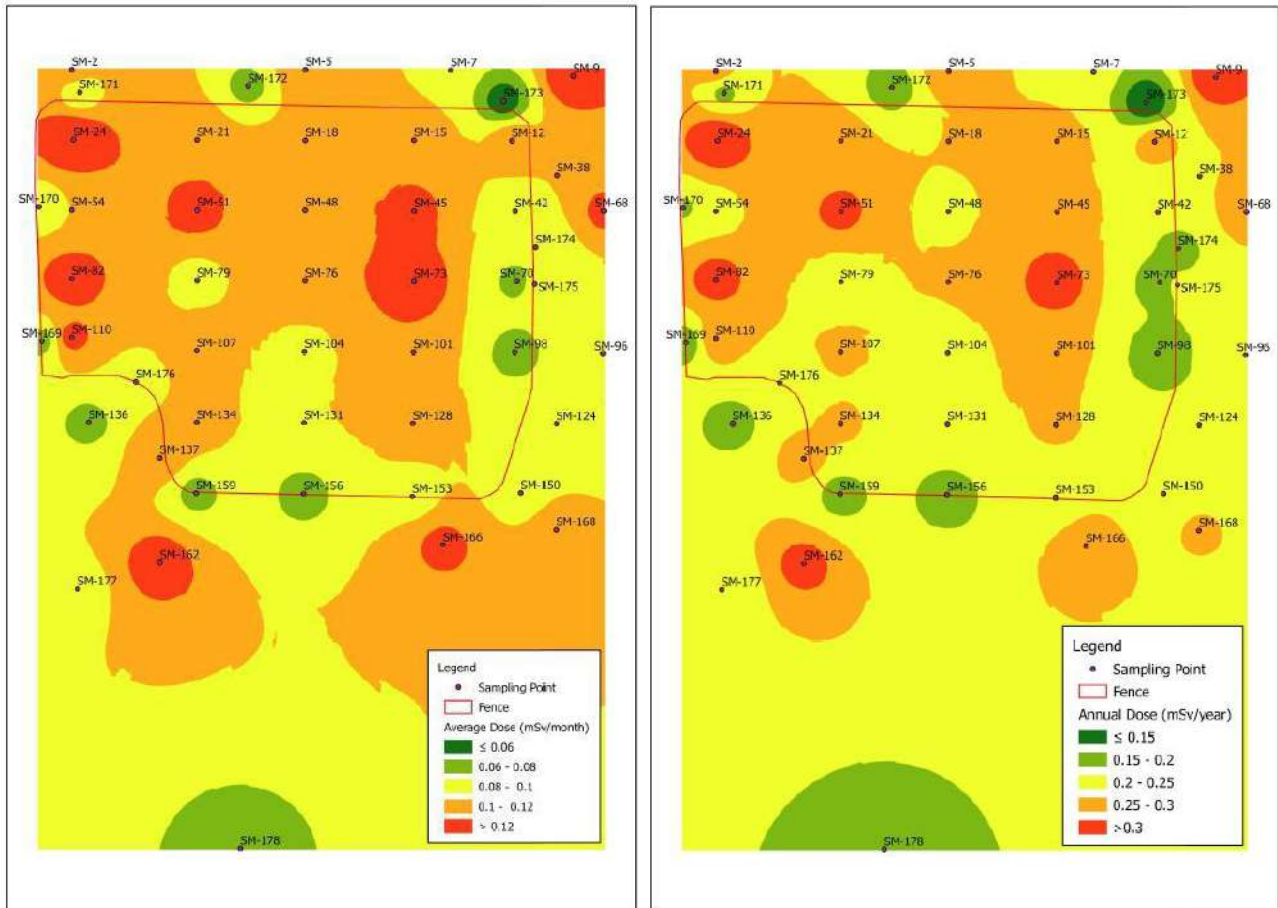 SM-2
SM-5
SM-7
SM-9
SM-171
SM-172
SM-173
SM-24
SM-21
SM-18
SM-15
SM-12
SM-38
SM-170
SM-54
SM-51
SM-48
SM-45
SM-42
SM-68
SM-174
SM-82
SM-79
SM-76
SM-73
SM-70
SM-175
SM-169
SM-110
SM-107
SM-104
SM-101
SM-98
SM-96
SM-176
SM-136
SM-134
SM-131
SM-128
SM-124
SM-137
SM-159
SM-156
SM-153
SM-150
SM-168
SM-162
SM-166
SM-177
SM-178
Legend
Sampling Point
Fence
Average Dose (mSv/month)
≤ 0.06
0.06 - 0.08
0.08 - 0.1
0.1 - 0.12
> 0.12
SM-2
SM-5
SM-7
SM-9
SM-171
SM-172
SM-173
SM-24
SM-21
SM-18
SM-15
SM-12
SM-38
SM-170
SM-54
SM-51
SM-48
SM-45
SM-42
SM-68
SM-174
SM-82
SM-79
SM-76
SM-73
SM-70
SM-175
SM-169
SM-110
SM-107
SM-104
SM-101
SM-98
SM-96
SM-176
SM-136
SM-134
SM-131
SM-128
SM-124
SM-137
SM-159
SM-156
SM-153
SM-150
SM-168
SM-162
SM-166
SM-177
SM-178
Legend
Sampling Point
Fence
Annual Dose (mSv/year)
≤ 0.15
0.15 - 0.2
0.2 - 0.25
0.25 - 0.3
>0.3